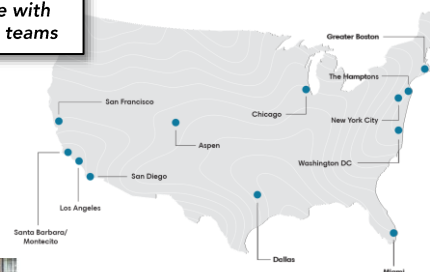 e with
teams
Greater Boston
The Hamptons
San Francisco
Chicago
New York City
Aspen
Washington DC
San Diego
Los Angeles
Santa Barbara/
Montecito
Dallas
Miami